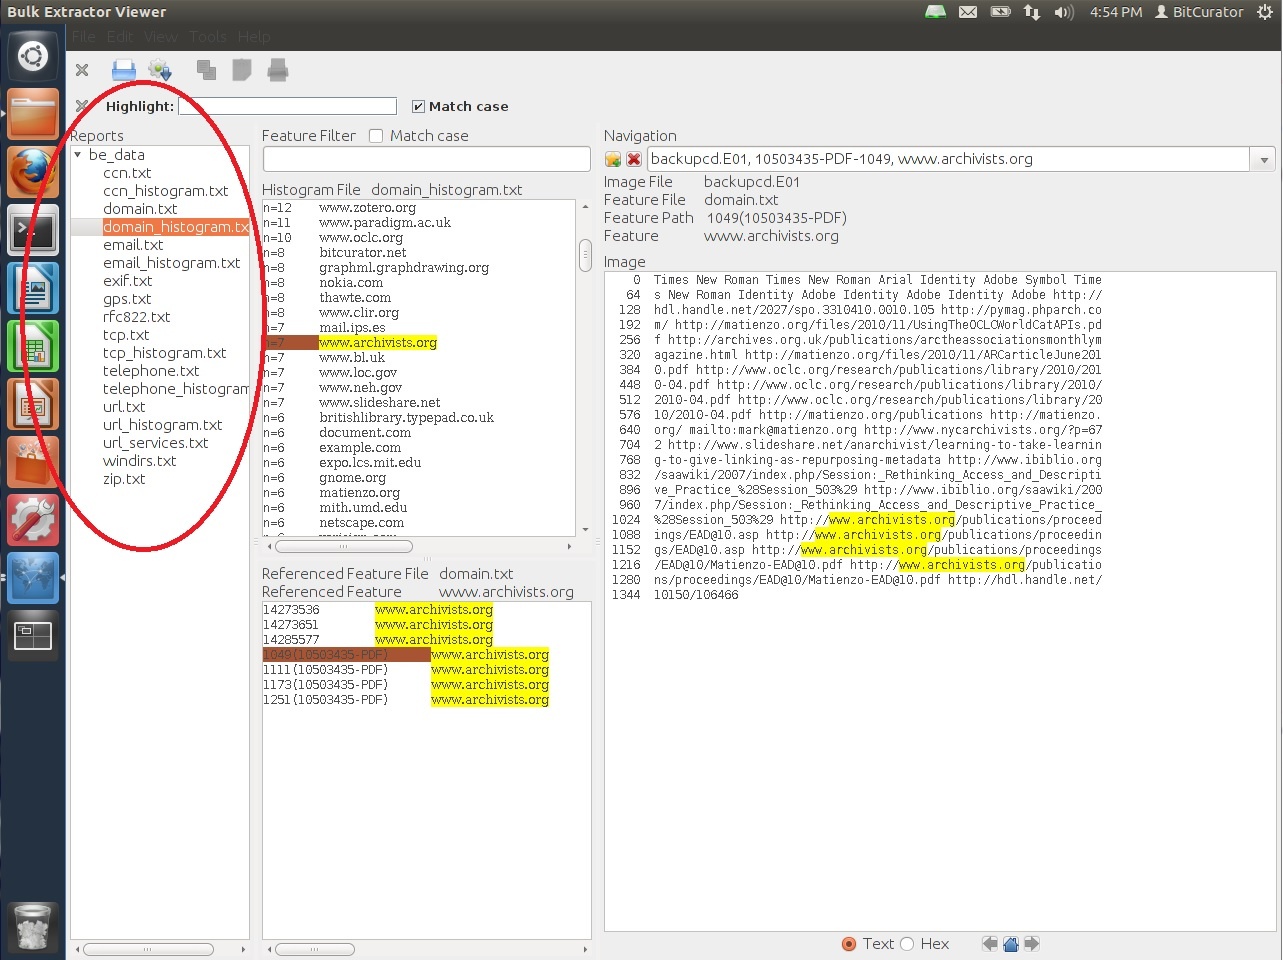 Bulk Extractor Viewer
4:54 PM
BitCurator
File Edit View Tools Help
Highlight:
Match case
Reports
be_data
ccn.txt
ccn_histogram.txt
domain.txt
domain_histogram.tx
email.txt
email_histogram.txt
exif.txt
gps.txt
rfc822.txt
tcp.txt
tcp_histogram.txt
telephone.txt
telephone_histogram
url.txt
url_histogram.txt
url_services.txt
windirs.txt
zip.txt
Feature Filter Match case
Histogram File domain_histogram.txt
n=12 www.zotero.org
n=11 www.paradigm.ac.uk
n=10 www.oclc.org
n=8 bitcurator.net
n=8 graphml.graphdrawing.org
n=8 nokia.com
n=8 thawte.com
n=8 www.clir.org
n=7 mail.ips.es
n=7 www.archivists.org
n=7 www.bl.uk
n=7 www.loc.gov
n=7 www.neh.gov
n=7 www.slideshare.net
n=6 britishlibrary.typepad.co.uk
n=6 document.com
n=6 example.com
n=6 expo.lcs.mit.edu
n=6 gnome.org
n=6 matienzo.org
n=6 mith.umd.edu
n=6 netscape.com
Referenced Feature File domain.txt
Referenced Feature www.archivists.org
14273536 www.archivists.org
14273651 www.archivists.org
14285577 www.archivists.org
1049(10503435-PDF) www.archivists.org
1111(10503435-PDF) www.archivists.org
1173(10503435-PDF) www.archivists.org
1251(10503435-PDF) www.archivists.org
Navigation
backupcd.E01, 10503435-PDF-1049, www.archivists.org
Image File backupcd.E01
Feature File domain.txt
Feature Path 1049(10503435-PDF)
Feature www.archivists.org
Image
0 Times New Roman Times New Roman Arial Identity Adobe Symbol Time
64 s New Roman Identity Adobe Identity Adobe Identity Adobe http://
128 hdl.handle.net/2027/spo.3310410.0010.105 http://pymag.phparch.co
192 m/ http://matienzo.org/files/2010/11/UsingTheOCLCWorldCatAPIs.pd
256 f http://archives.org.uk/publications/arctheassociationsmonthlym
320 agazine.html http://matienzo.org/files/2010/11/ARCarticleJune201
384 0.pdf http://www.oclc.org/research/publications/library/2010/201
448 0-04.pdf http://www.oclc.org/research/publications/library/2010/
512 2010-04.pdf http://www.oclc.org/research/publications/library/20
576 10/2010-04.pdf http://matienzo.org/publications http://matienzo.
640 org/ mailto:mark@matienzo.org http://www.nycarchivists.org/?p=67
704 2 http://www.slideshare.net/anarchivist/learning-to-take-learnin
768 g-to-give-linking-as-repurposing-metadata http://www.ibiblio.org
832 /saawiki/2007/index.php/Session:_Rethinking_Access_and_Descripti
896 ve_Practice_%28Session_503%29 http://www.ibiblio.org/saawiki/200
960 7/index.php/Session:_Rethinking_Access_and_Descriptive_Practice_
1024 %28Session_503%29 http://www.archivists.org/publications/proceed
1088 ings/EAD@10.asp http://www.archivists.org/publications/proceedin
1152 gs/EAD@10.asp http://www.archivists.org/publications/proceedings
1216 /EAD@10/Matienzo-EAD@10.pdf http://www.archivists.org/publicatio
1280 ns/proceedings/EAD@10/Matienzo-EAD@10.pdf http://hdl.handle.net/
1344 10150/106466
Text Hex